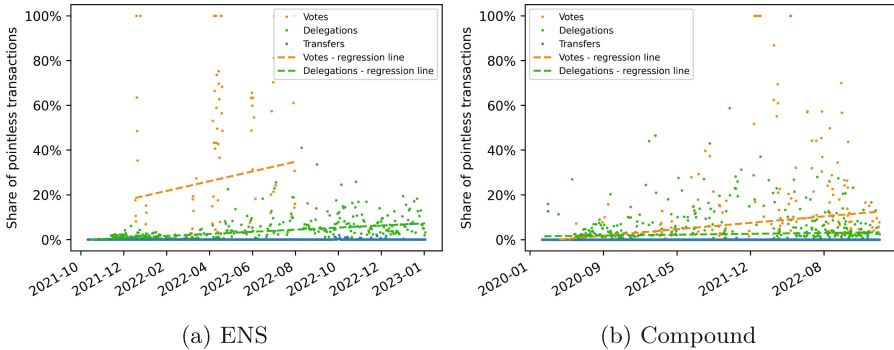 Share of pointless transactions
100%
80%
60%
40%
20%
0%
2021-10
2021-12
2022-02
2022-04
2022-06
2022-08
2022-10
2022-12
2023-01
Votes
Delegations
Transfers
Votes - regression line
Delegations - regression line
(a) ENS
Share of pointless transactions
100%
80%
60%
40%
20%
0%
2020-01
2020-09
2021-05
2021-12
2022-08
Votes
Delegations
Transfers
Votes - regression line
Delegations - regression line
(b) Compound